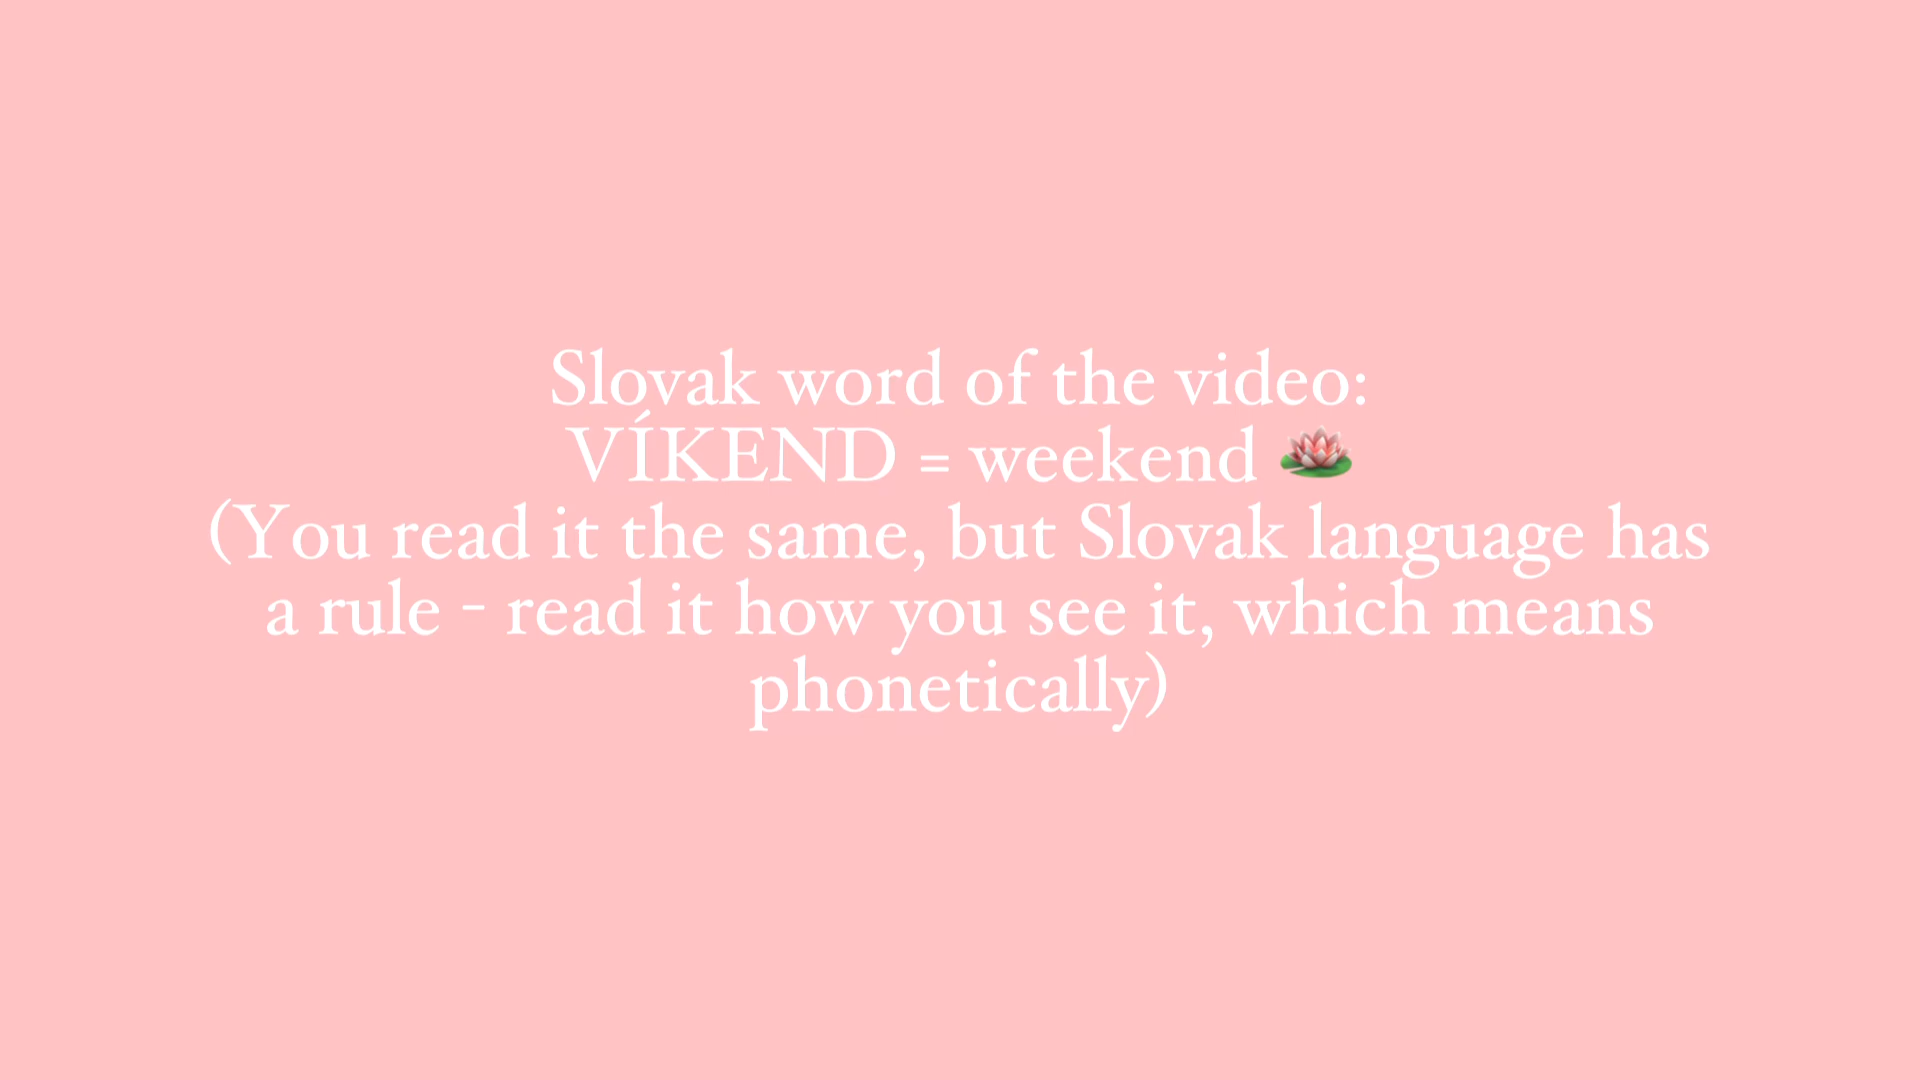 Slovak word of the video:
VÍKEND = weekend 🪷
(You read it the same, but Slovak language has
a rule - read it how you see it, which means
phonetically)